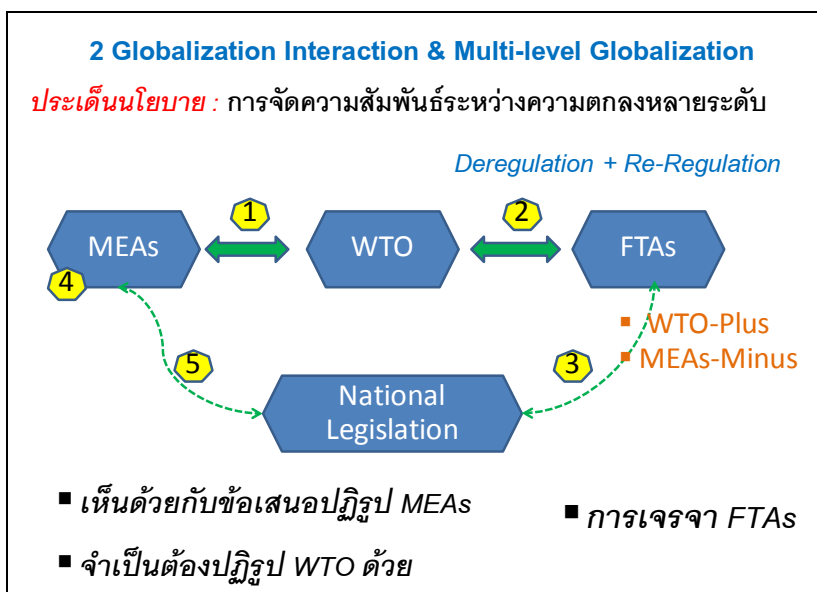 2 Globalization Interaction & Multi-level Globalization
ประเด็นนโยบาย : การจัดความสัมพันธ์ระหว่างความตกลงหลายระดับ
Deregulation + Re-Regulation
1
2
MEAs
WTO
FTAs
4
▪ WTO-Plus
▪ MEAs-Minus
5
3
National
Legislation
▪ เห็นด้วยกับข้อเสนอปฏิรูป MEAs
▪ การเจรจา FTAs
▪ จำเป็นต้องปฏิรูป WTO ด้วย